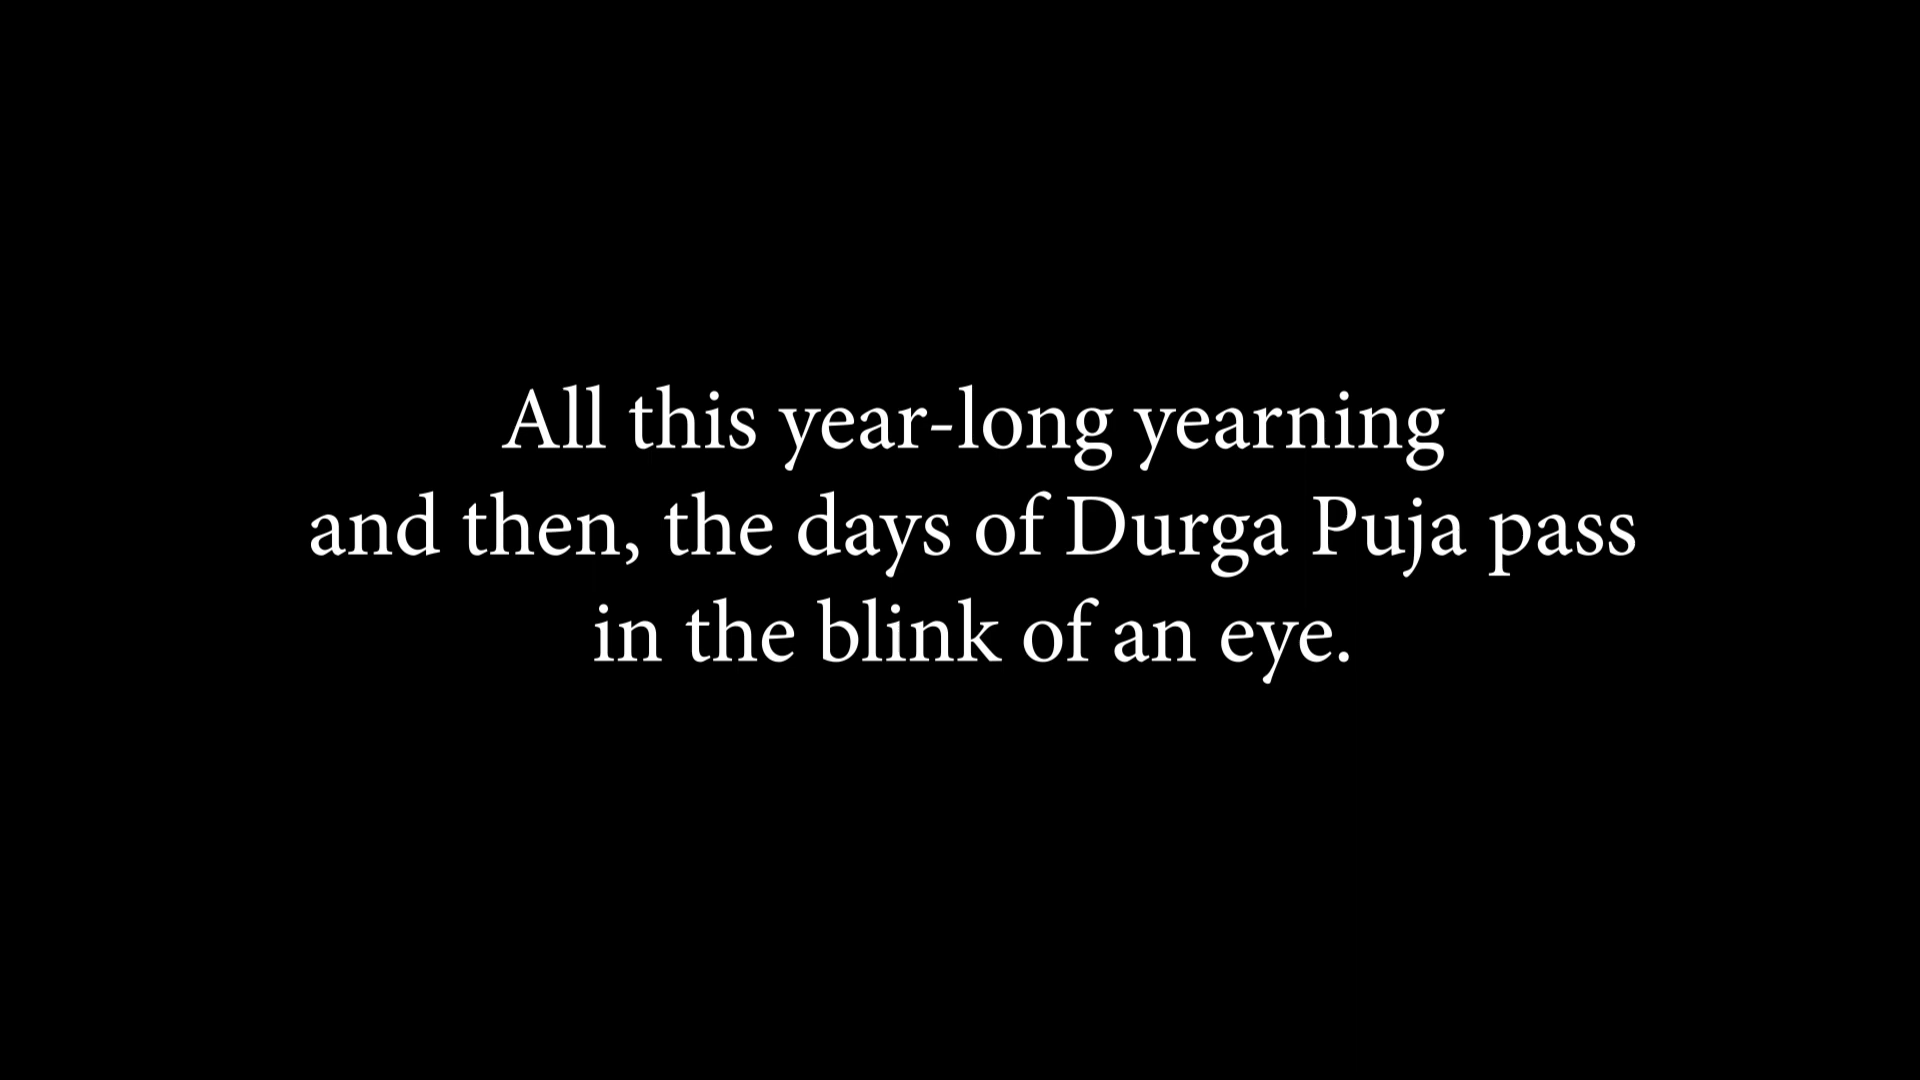 All this year-long yearning
and then, the days of Durga Puja pass
in the blink of an eye.